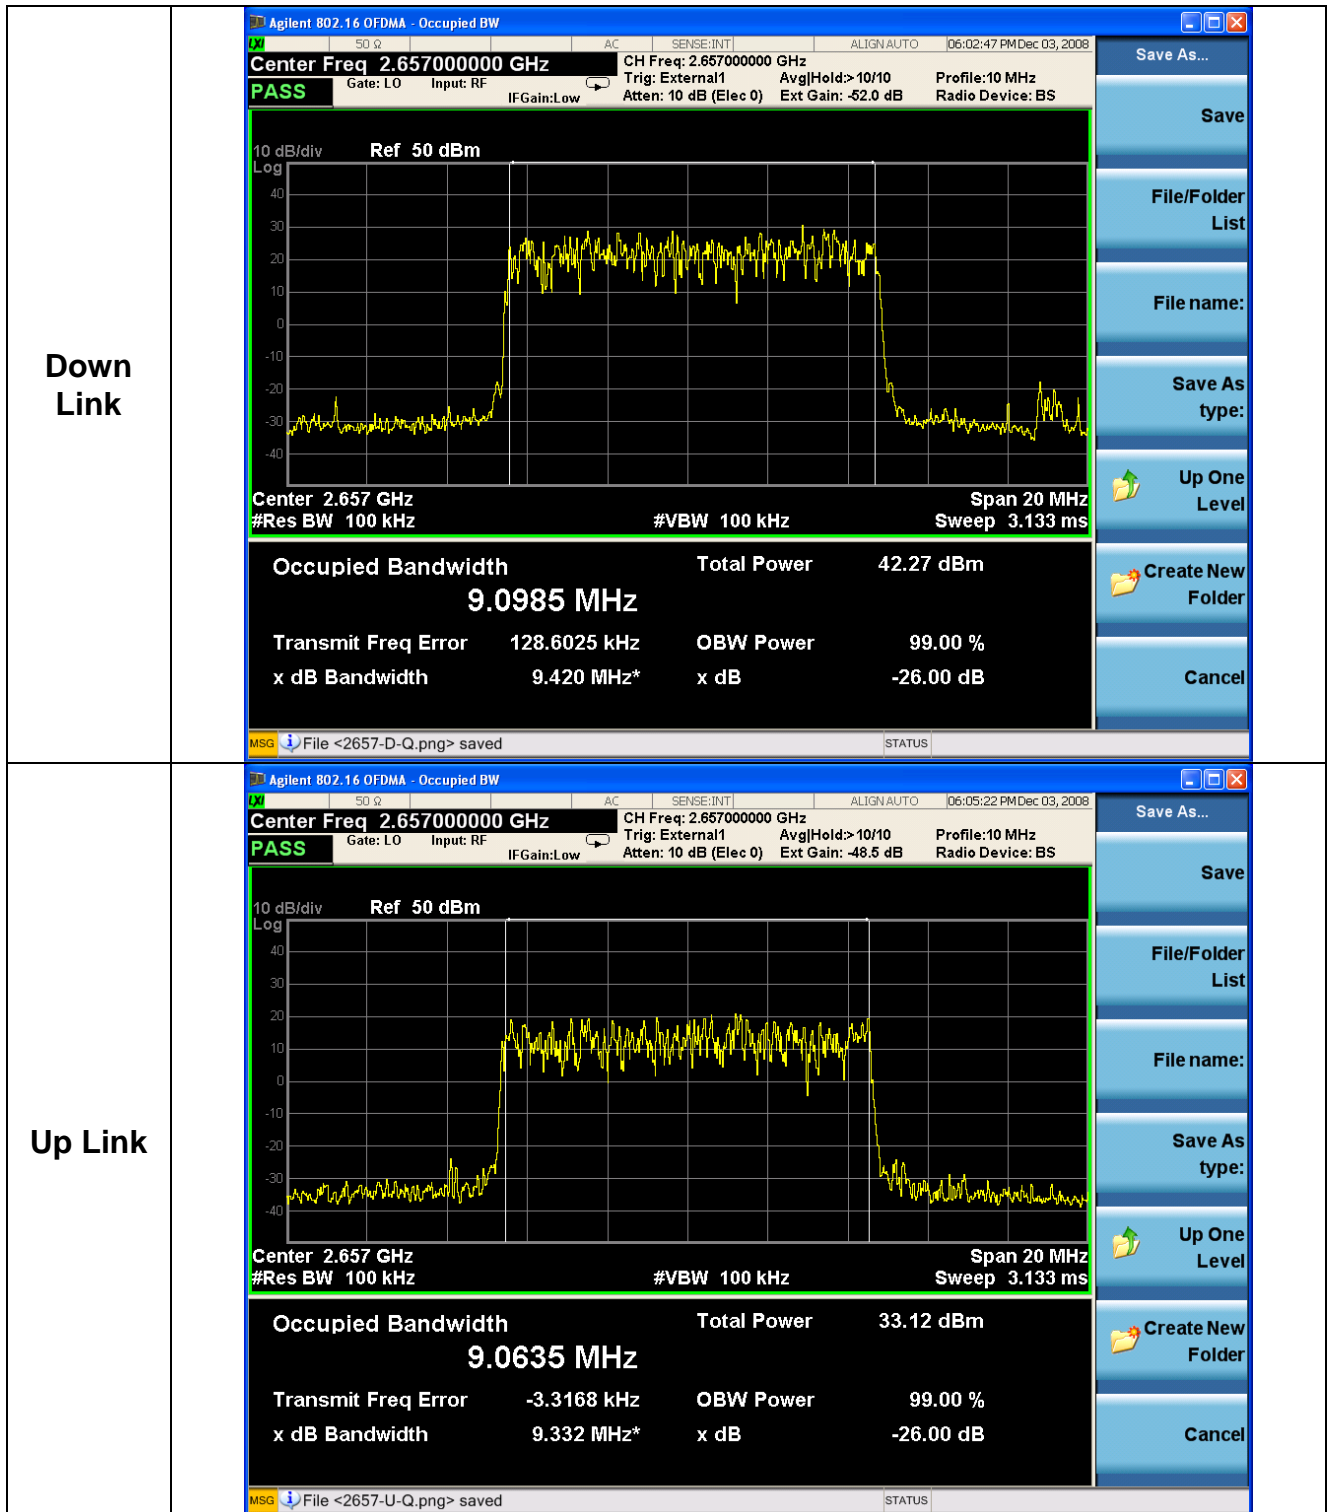 Down
Link
Agilent 802.16 OFDMA - Occupied BW
LXI 50 Ω AC SENSE:INT ALIGN AUTO 06:02:47 PM Dec 03, 2008
Center Freq 2.657000000 GHz
CH Freq: 2.657000000 GHz
PASS
Gate: LO Input: RF
IFGain:Low
Trig: External1 Avg|Hold:>10/10 Profile:10 MHz
Atten: 10 dB (Elec 0) Ext Gain: -52.0 dB Radio Device: BS
10 dB/div Ref 50 dBm
Log
40
30
20
10
0
-10
-20
-30
-40
Center 2.657 GHz Span 20 MHz
#Res BW 100 kHz #VBW 100 kHz Sweep 3.133 ms
Occupied Bandwidth Total Power 42.27 dBm
9.0985 MHz
Transmit Freq Error 128.6025 kHz OBW Power 99.00 %
x dB Bandwidth 9.420 MHz* x dB -26.00 dB
MSG File <2657-D-Q.png> saved STATUS
Save As...
Save
File/Folder
List
File name:
Save As
type:
Up One
Level
Create New
Folder
Cancel
Up Link
Agilent 802.16 OFDMA - Occupied BW
LXI 50 Ω AC SENSE:INT ALIGN AUTO 06:05:22 PM Dec 03, 2008
Center Freq 2.657000000 GHz
CH Freq: 2.657000000 GHz
PASS
Gate: LO Input: RF
IFGain:Low
Trig: External1 Avg|Hold:>10/10 Profile:10 MHz
Atten: 10 dB (Elec 0) Ext Gain: -48.5 dB Radio Device: BS
10 dB/div Ref 50 dBm
Log
40
30
20
10
0
-10
-20
-30
-40
Center 2.657 GHz Span 20 MHz
#Res BW 100 kHz #VBW 100 kHz Sweep 3.133 ms
Occupied Bandwidth Total Power 33.12 dBm
9.0635 MHz
Transmit Freq Error -3.3168 kHz OBW Power 99.00 %
x dB Bandwidth 9.332 MHz* x dB -26.00 dB
MSG File <2657-U-Q.png> saved STATUS
Save As...
Save
File/Folder
List
File name:
Save As
type:
Up One
Level
Create New
Folder
Cancel